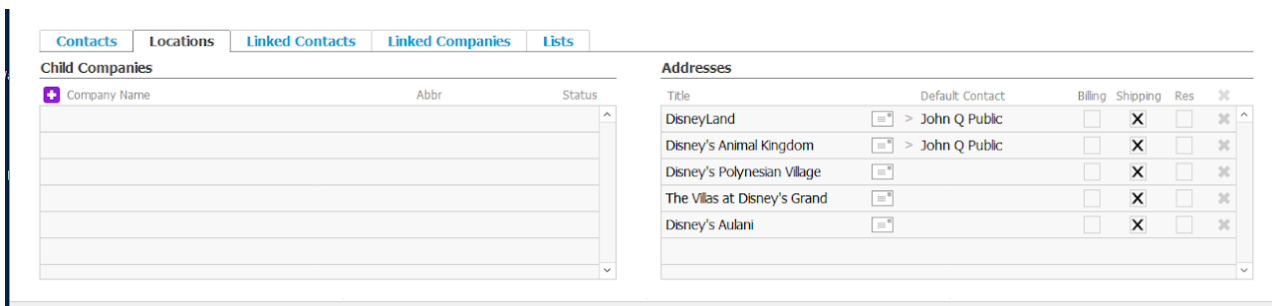 Contacts Locations Linked Contacts Linked Companies Lists
Child Companies
Company Name Abbr Status
Addresses
Title Default Contact Billing Shipping Res
DisneyLand > John Q Public X
Disney's Animal Kingdom > John Q Public X
Disney's Polynesian Village X
The Villas at Disney's Grand X
Disney's Aulani X